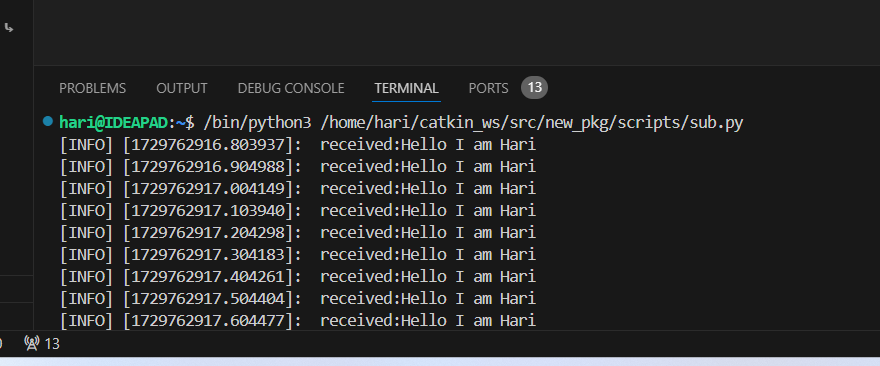 PROBLEMS OUTPUT DEBUG CONSOLE TERMINAL PORTS 13
hari@IDEAPAD:~$ /bin/python3 /home/hari/catkin_ws/src/new_pkg/scripts/sub.py
[INFO] [1729762916.803937]:  received:Hello I am Hari
[INFO] [1729762916.904988]:  received:Hello I am Hari
[INFO] [1729762917.004149]:  received:Hello I am Hari
[INFO] [1729762917.103940]:  received:Hello I am Hari
[INFO] [1729762917.204298]:  received:Hello I am Hari
[INFO] [1729762917.304183]:  received:Hello I am Hari
[INFO] [1729762917.404261]:  received:Hello I am Hari
[INFO] [1729762917.504404]:  received:Hello I am Hari
[INFO] [1729762917.604477]:  received:Hello I am Hari
0 13